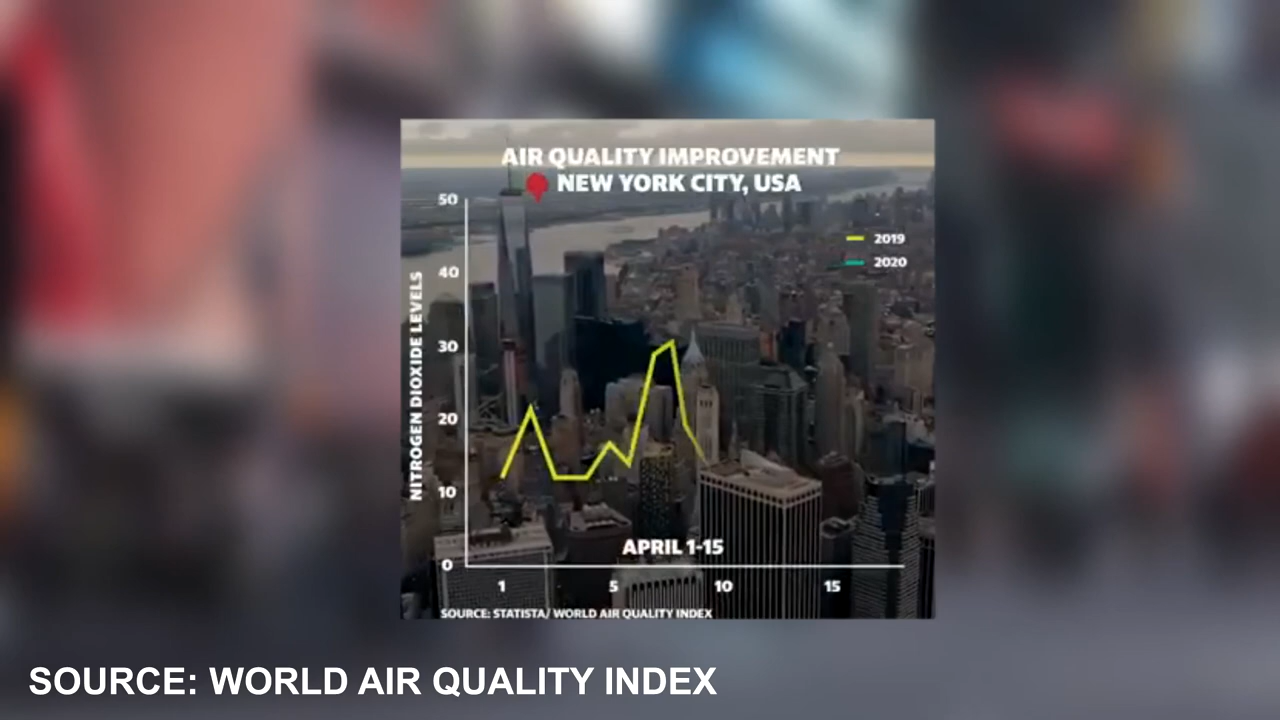 AIR QUALITY IMPROVEMENT
NEW YORK CITY, USA
50
2019
2020
40
NITROGEN DIOXIDE LEVELS
30
20
10
APRIL 1-15
0
1 5 10 15
SOURCE: STATISTA/ WORLD AIR QUALITY INDEX
SOURCE: WORLD AIR QUALITY INDEX